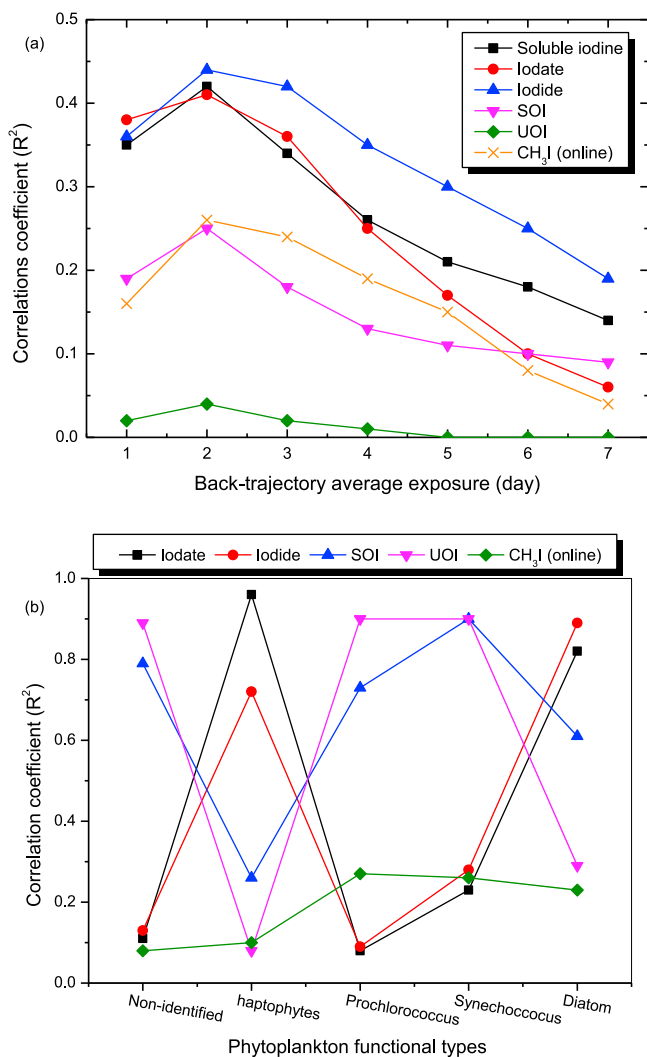 (a)
0.5
0.4
0.3
0.2
0.1
0.0
Correlations coefficient (R²)
Soluble iodine
Iodate
Iodide
SOI
UOI
CH₃I (online)
1 2 3 4 5 6 7
Back-trajectory average exposure (day)
Iodate Iodide SOI UOI CH₃I (online)
(b)
1.0
0.8
0.6
0.4
0.2
0.0
Correlation coefficient (R²)
Non-identified haptophytes Prochlorococcus Synechoccocus Diatom
Phytoplankton functional types